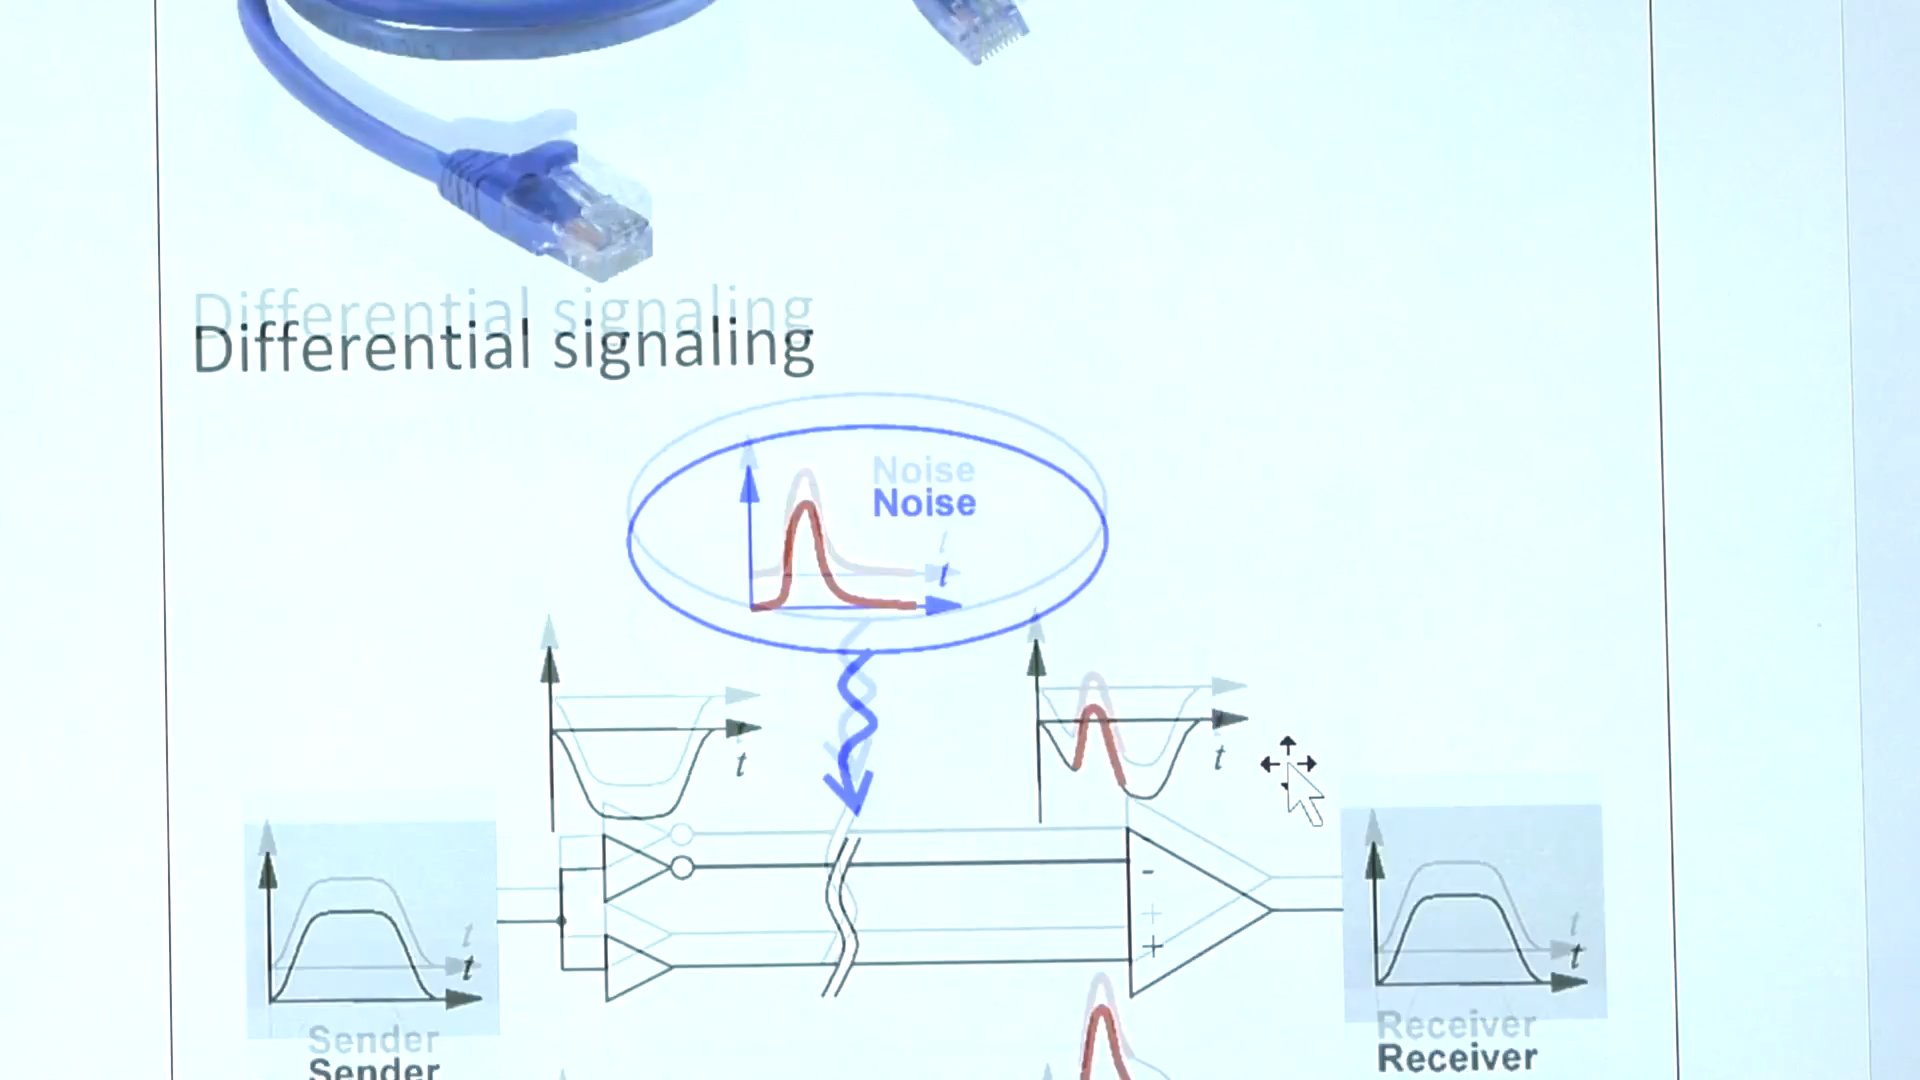 Differential signaling
Noise
t
t
t
-
+
t
t
Sender
Receiver